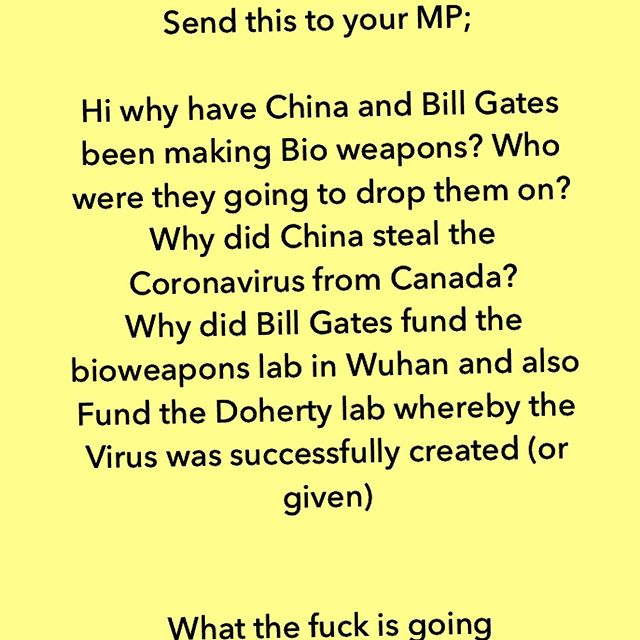 Send this to your MP;
Hi why have China and Bill Gates
been making Bio weapons? Who
were they going to drop them on?
Why did China steal the
Coronavirus from Canada?
Why did Bill Gates fund the
bioweapons lab in Wuhan and also
Fund the Doherty lab whereby the
Virus was successfully created (or
given)
What the fuck is going